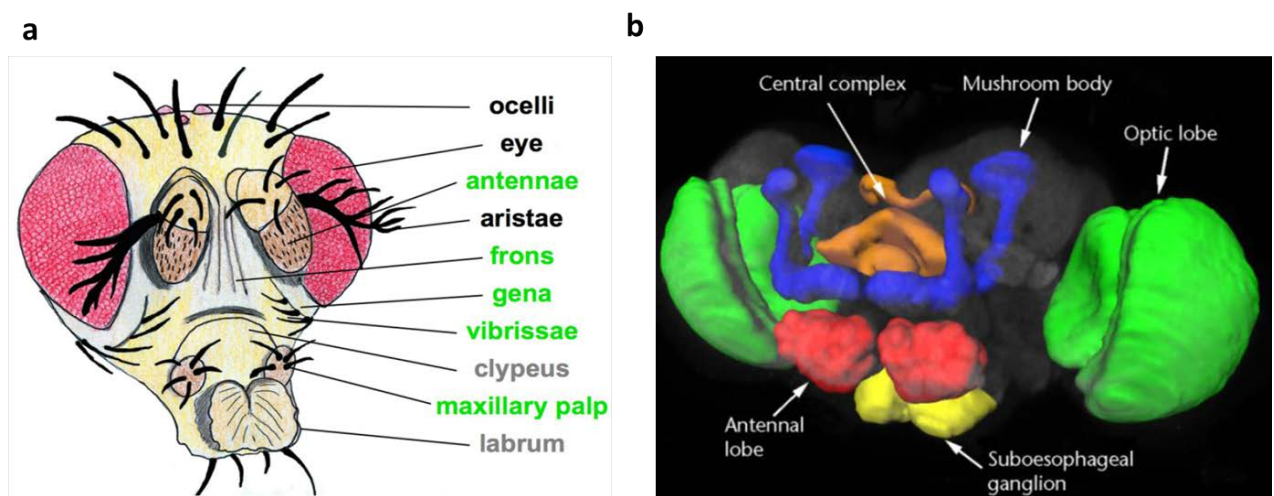 a
ocelli
eye
antennae
aristae
frons
gena
vibrissae
clypeus
maxillary palp
labrum
b
Central complex
Mushroom body
Optic lobe
Antennal
lobe
Suboesophageal
ganglion